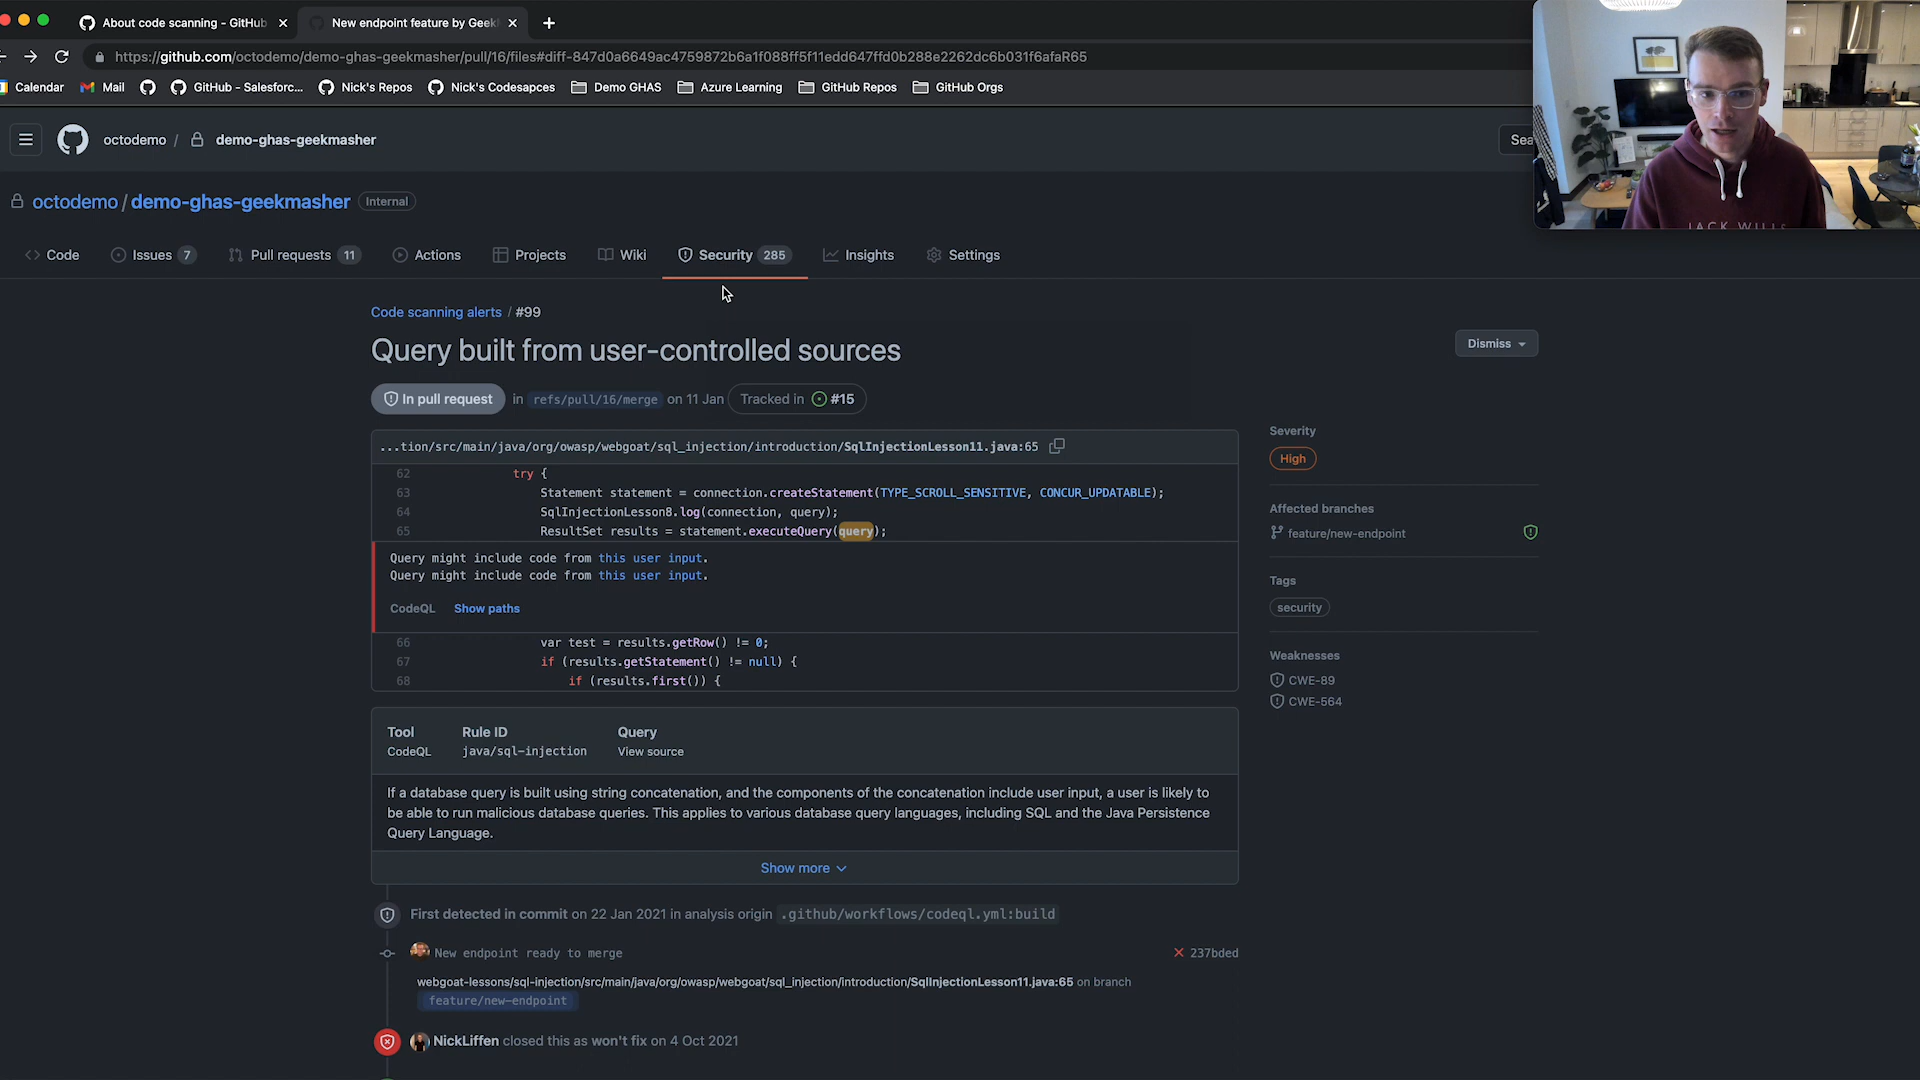 About code scanning - GitHub
New endpoint feature by Geek
https://github.com/octodemo/demo-ghas-geekmasher/pull/16/files#diff-847d0a6649ac4759872b6a1f088ff5f11edd647ffd0b288e2262dc6b031f6afaR65
Calendar Mail GitHub - Salesforc... Nick's Repos Nick's Codesapces Demo GHAS Azure Learning GitHub Repos GitHub Orgs
octodemo / demo-ghas-geekmasher
Sea
octodemo / demo-ghas-geekmasher Internal
Code Issues 7 Pull requests 11 Actions Projects Wiki Security 285 Insights Settings
Code scanning alerts / #99
Query built from user-controlled sources
Dismiss
In pull request in refs/pull/16/merge on 11 Jan Tracked in #15
...tion/src/main/java/org/owasp/webgoat/sql_injection/introduction/SqlInjectionLesson11.java:65
62 try {
63 Statement statement = connection.createStatement(TYPE_SCROLL_SENSITIVE, CONCUR_UPDATABLE);
64 SqlInjectionLesson8.log(connection, query);
65 ResultSet results = statement.executeQuery(query);
Query might include code from this user input.
Query might include code from this user input.
CodeQL Show paths
66 var test = results.getRow() != 0;
67 if (results.getStatement() != null) {
68 if (results.first()) {
Tool Rule ID Query
CodeQL java/sql-injection View source
If a database query is built using string concatenation, and the components of the concatenation include user input, a user is likely to
be able to run malicious database queries. This applies to various database query languages, including SQL and the Java Persistence
Query Language.
Show more
First detected in commit on 22 Jan 2021 in analysis origin .github/workflows/codeql.yml:build
New endpoint ready to merge 237bded
webgoat-lessons/sql-injection/src/main/java/org/owasp/webgoat/sql_injection/introduction/SqlInjectionLesson11.java:65 on branch
feature/new-endpoint
NickLiffen closed this as won't fix on 4 Oct 2021
Severity
High
Affected branches
feature/new-endpoint
Tags
security
Weaknesses
CWE-89
CWE-564
JACK WILLS